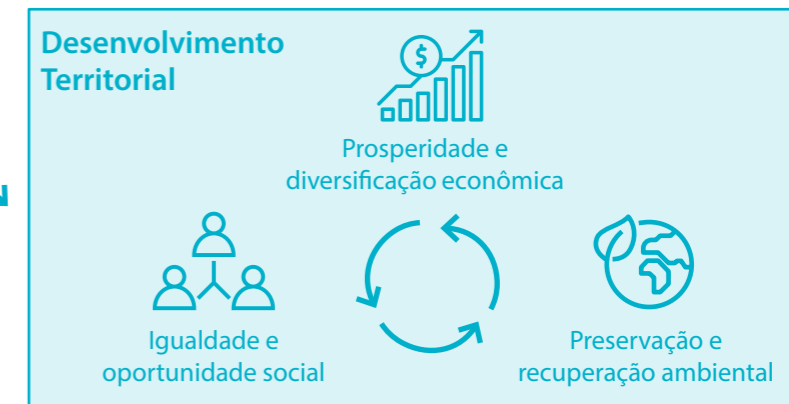 Desenvolvimento
Territorial
$
Prosperidade e
diversificação econômica
Igualdade e
oportunidade social
Preservação e
recuperação ambiental